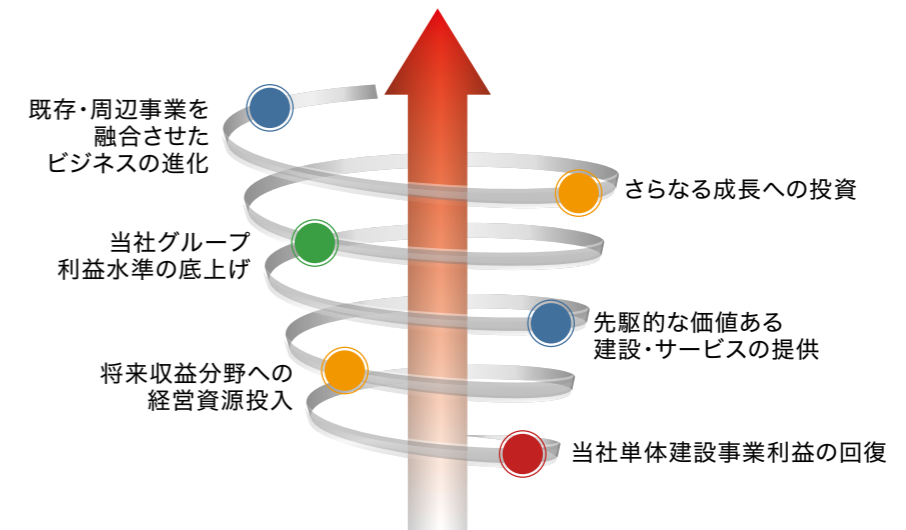 既存・周辺事業を
融合させた
ビジネスの進化
さらなる成長への投資
当社グループ
利益水準の底上げ
先駆的な価値ある
建設・サービスの提供
将来収益分野への
経営資源投入
当社単体建設事業利益の回復